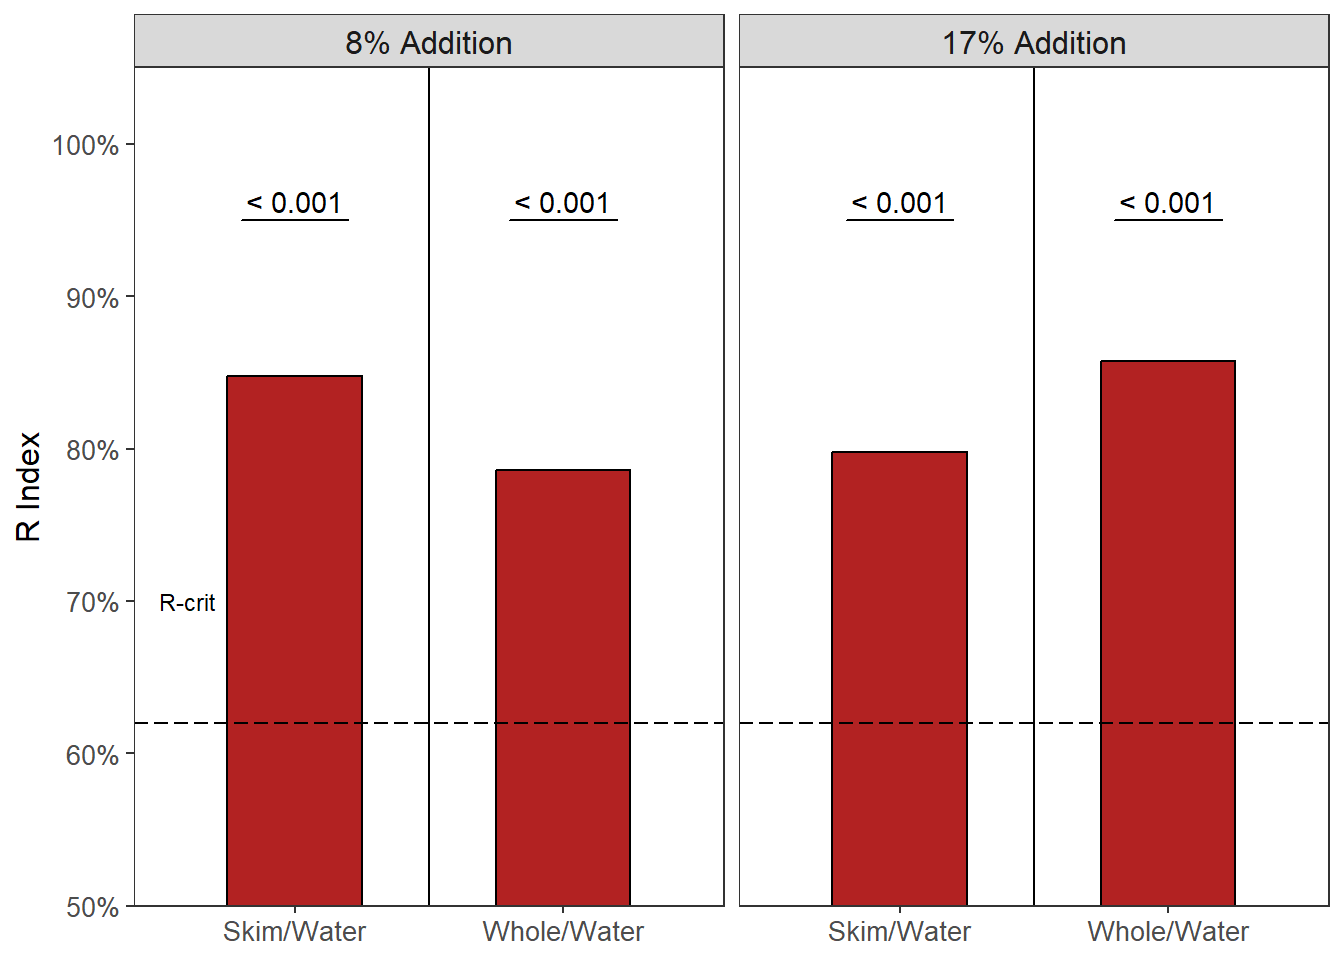 8% Addition
17% Addition
100%
90%
80%
70%
60%
50%
R Index
< 0.001
< 0.001
< 0.001
< 0.001
R-crit
Skim/Water
Whole/Water
Skim/Water
Whole/Water